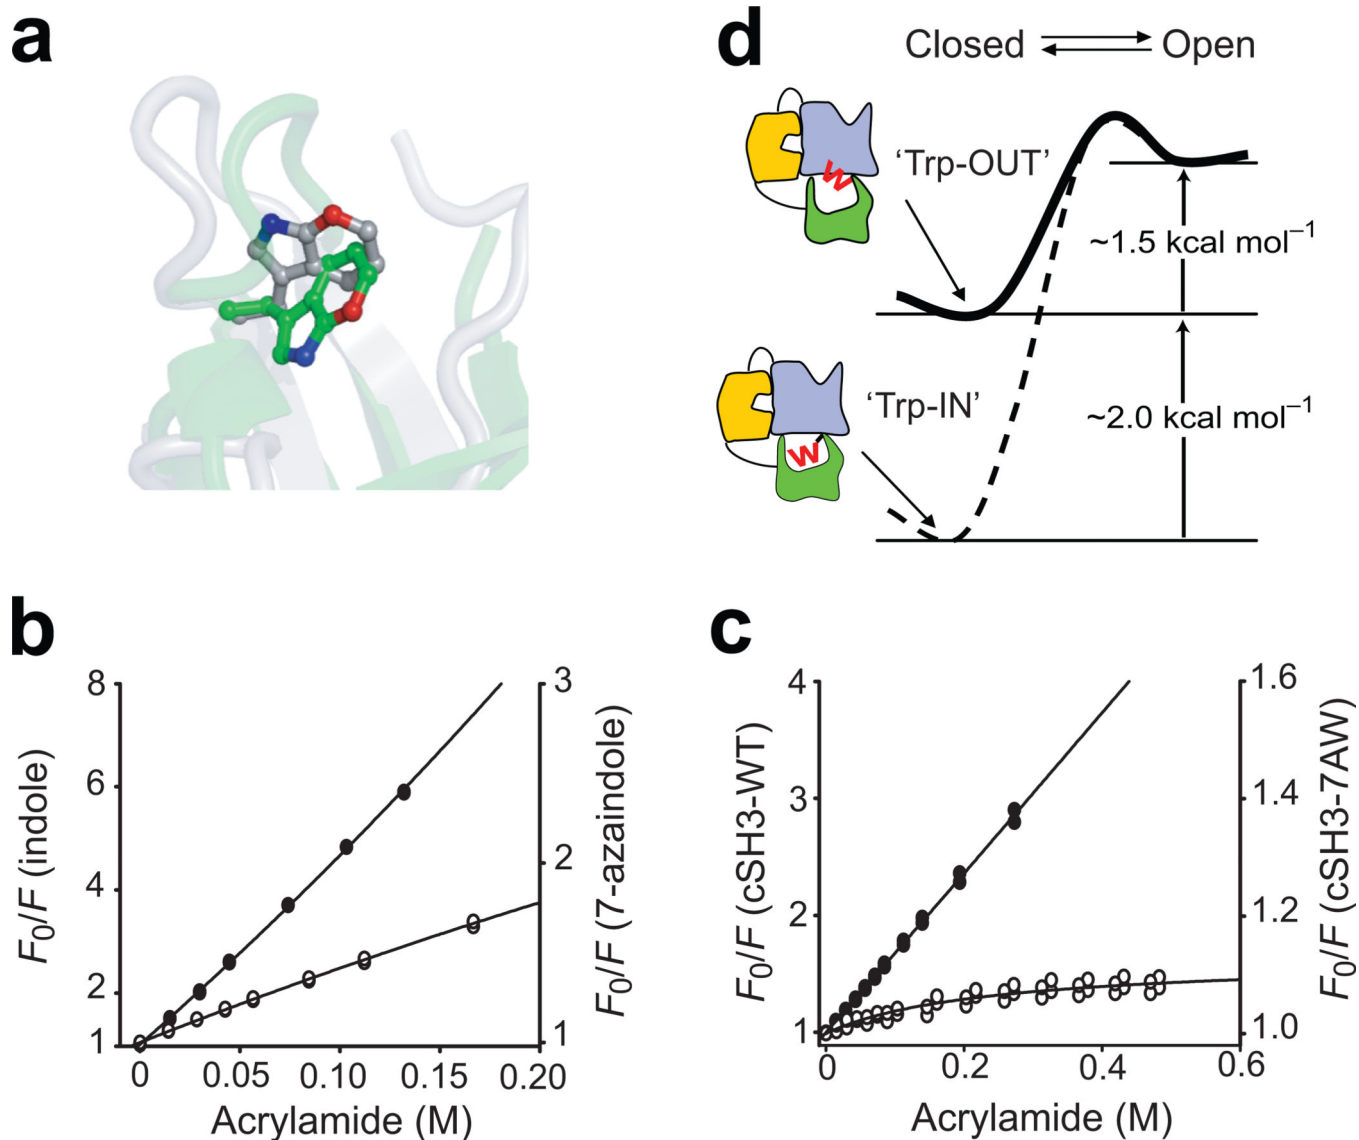 a
d
Closed Open
'Trp-OUT'
~1.5 kcal mol⁻¹
'Trp-IN'
~2.0 kcal mol⁻¹
W
W
b
F₀/F (indole)
8
6
4
2
1
3
2
1
F₀/F (7-azaindole)
0 0.05 0.10 0.15 0.20
Acrylamide (M)
c
F₀/F (cSH3-WT)
4
3
2
1
1.6
1.4
1.2
1.0
F₀/F (cSH3-7AW)
0 0.2 0.4 0.6
Acrylamide (M)